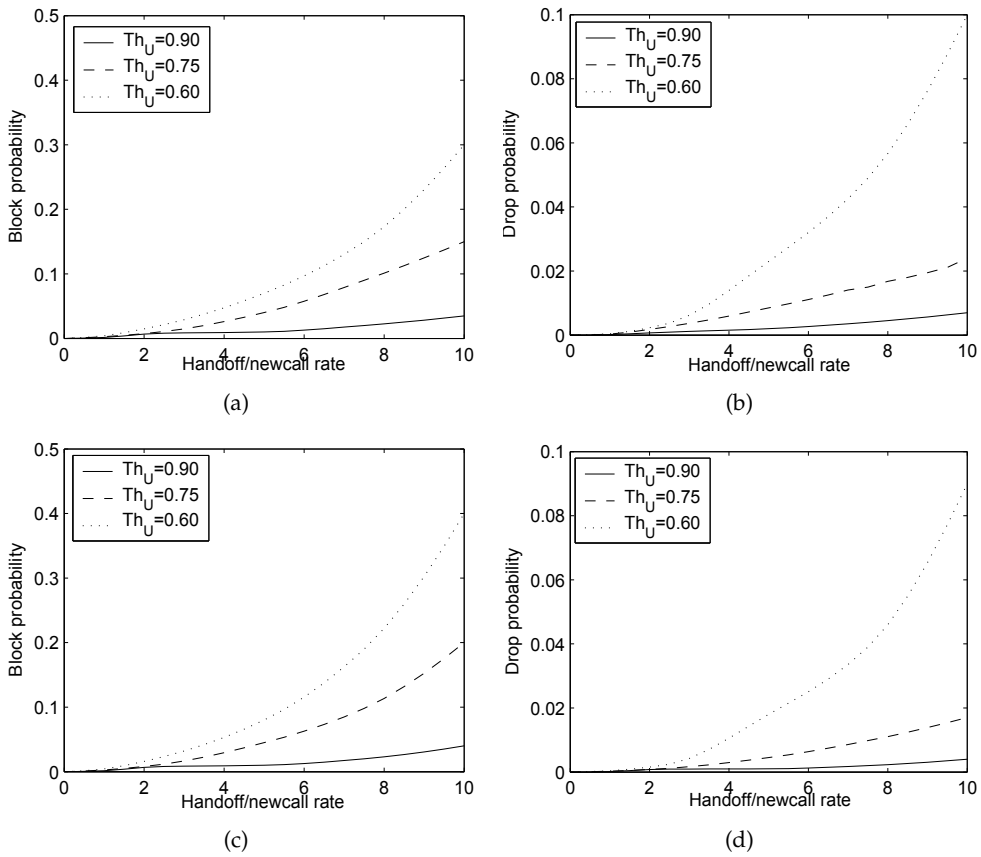 0.5
0.4
0.3
0.2
0.1
0
Block probability
Th_U=0.90
Th_U=0.75
Th_U=0.60
0 2 4 6 8 10
Handoff/newcall rate
(a)
0.1
0.08
0.06
0.04
0.02
0
Drop probability
Th_U=0.90
Th_U=0.75
Th_U=0.60
0 2 4 6 8 10
Handoff/newcall rate
(b)
0.5
0.4
0.3
0.2
0.1
0
Block probability
Th_U=0.90
Th_U=0.75
Th_U=0.60
0 2 4 6 8 10
Handoff/newcall rate
(c)
0.1
0.08
0.06
0.04
0.02
0
Drop probability
Th_U=0.90
Th_U=0.75
Th_U=0.60
0 2 4 6 8 10
Handoff/newcall rate
(d)